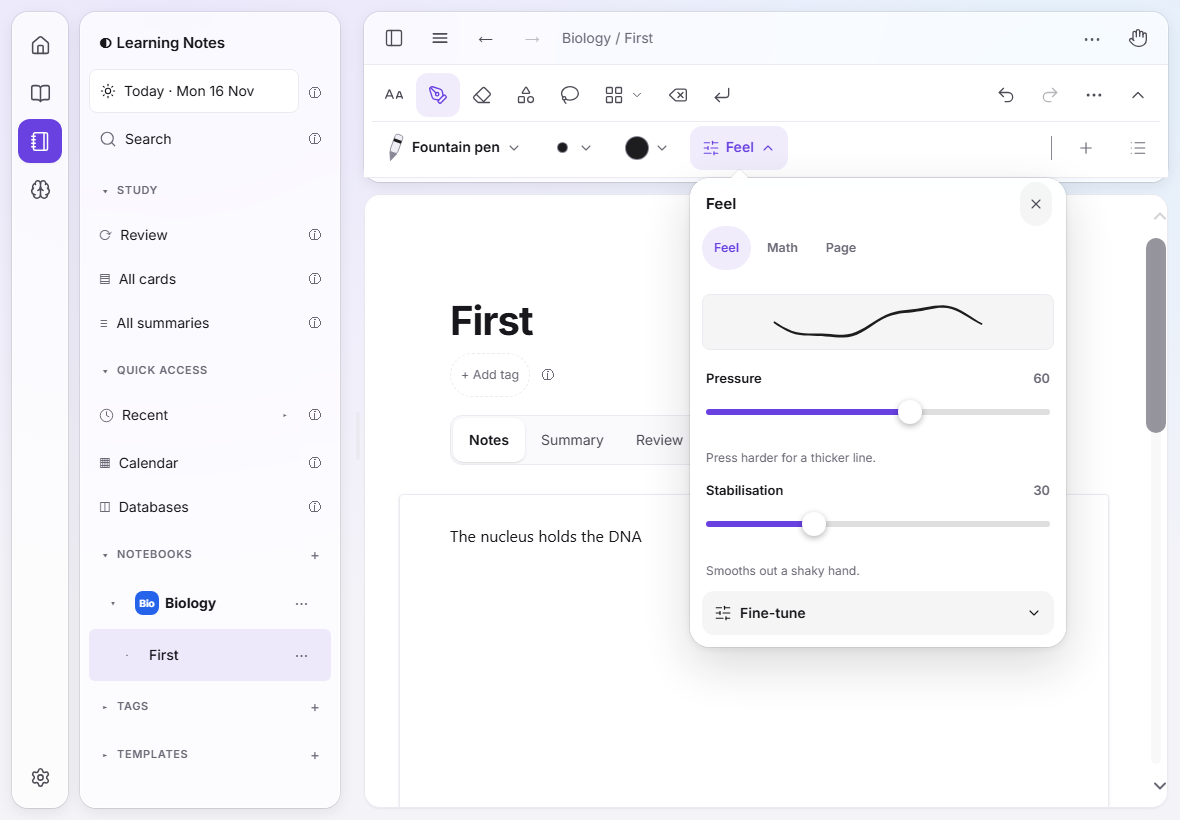 Learning Notes
Today · Mon 16 Nov
Search
STUDY
Review
All cards
All summaries
QUICK ACCESS
Recent
Calendar
Databases
NOTEBOOKS
Bio Biology
First
TAGS
TEMPLATES
Biology / First
AA
Fountain pen
Feel
First
+ Add tag
Notes Summary Review
The nucleus holds the DNA
Feel
Feel Math Page
Pressure 60
Press harder for a thicker line.
Stabilisation 30
Smooths out a shaky hand.
Fine-tune